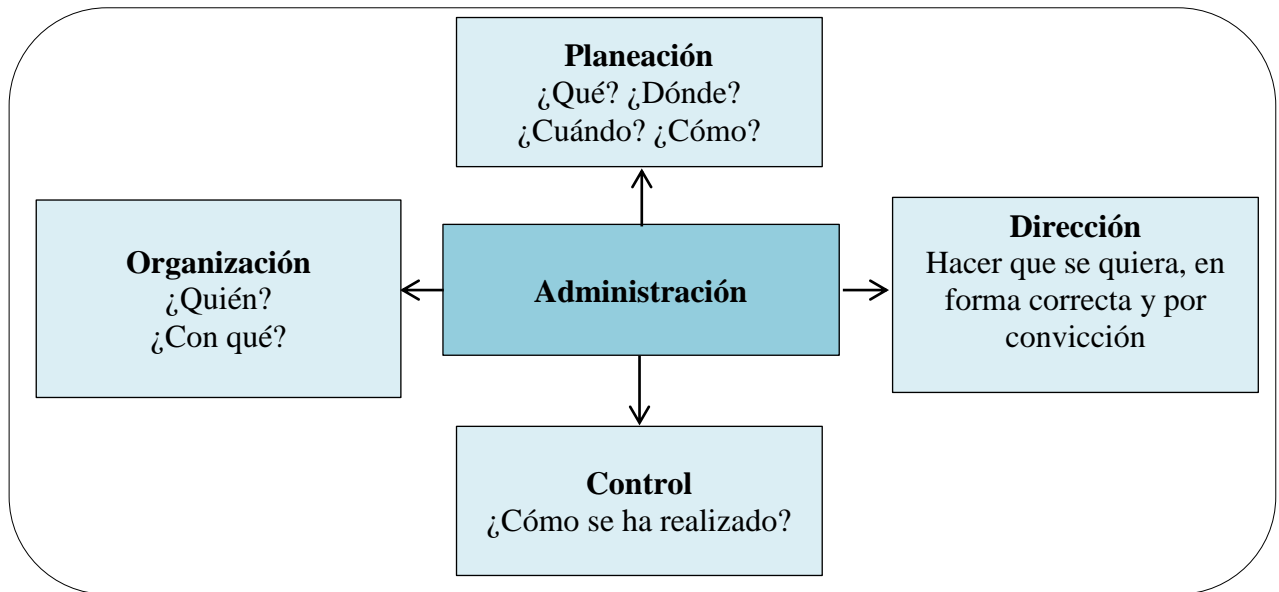 Planeación
¿Qué? ¿Dónde?
¿Cuándo? ¿Cómo?
Organización
¿Quién?
¿Con qué?
Administración
Dirección
Hacer que se quiera, en
forma correcta y por
convicción
Control
¿Cómo se ha realizado?